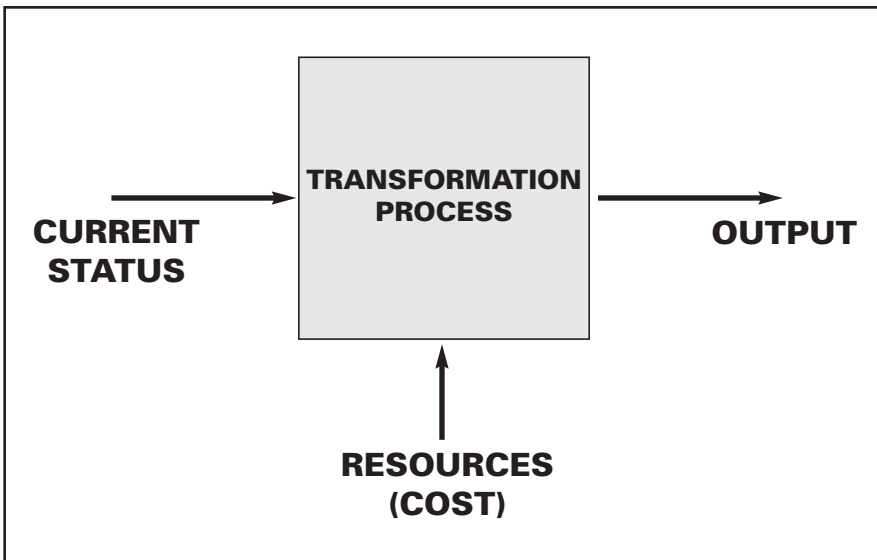 TRANSFORMATION
PROCESS
CURRENT
STATUS
OUTPUT
RESOURCES
(COST)